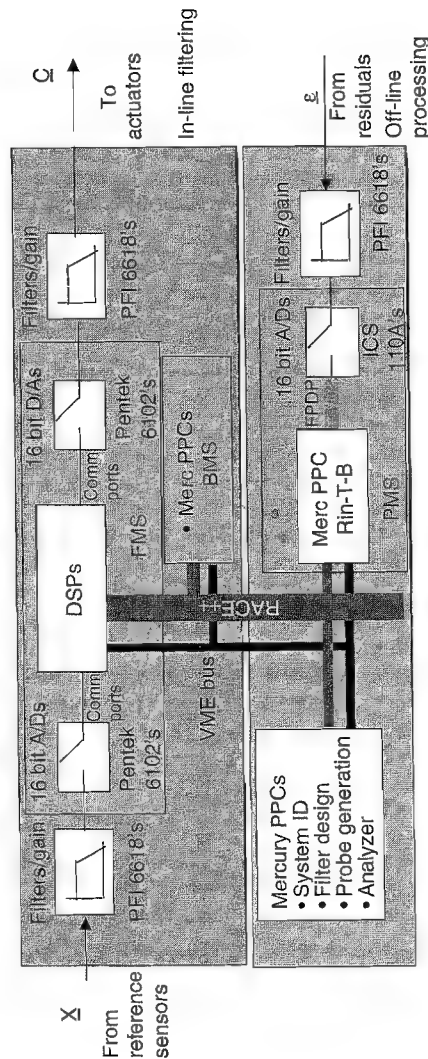 X
From
reference
sensors
Filters/gain
PFI 6618's
16 bit A/Ds
Pentek
6102's
Comm
ports
DSPs
FMS
Comm
ports
16 bit D/As
Pentek
6102's
Filters/gain
PFI 6618's
C
To
actuators
In-line filtering
VME bus
RACE++
• Merc PPCs
BMS
Mercury PPCs
• System ID
• Filter design
• Probe generation
• Analyzer
Merc PPC
Rin-T-B
PMS
FPDP
16 bit A/Ds
ICS
110A's
Filters/gain
PFI 6618's
ε
From
residuals
Off-line
processing